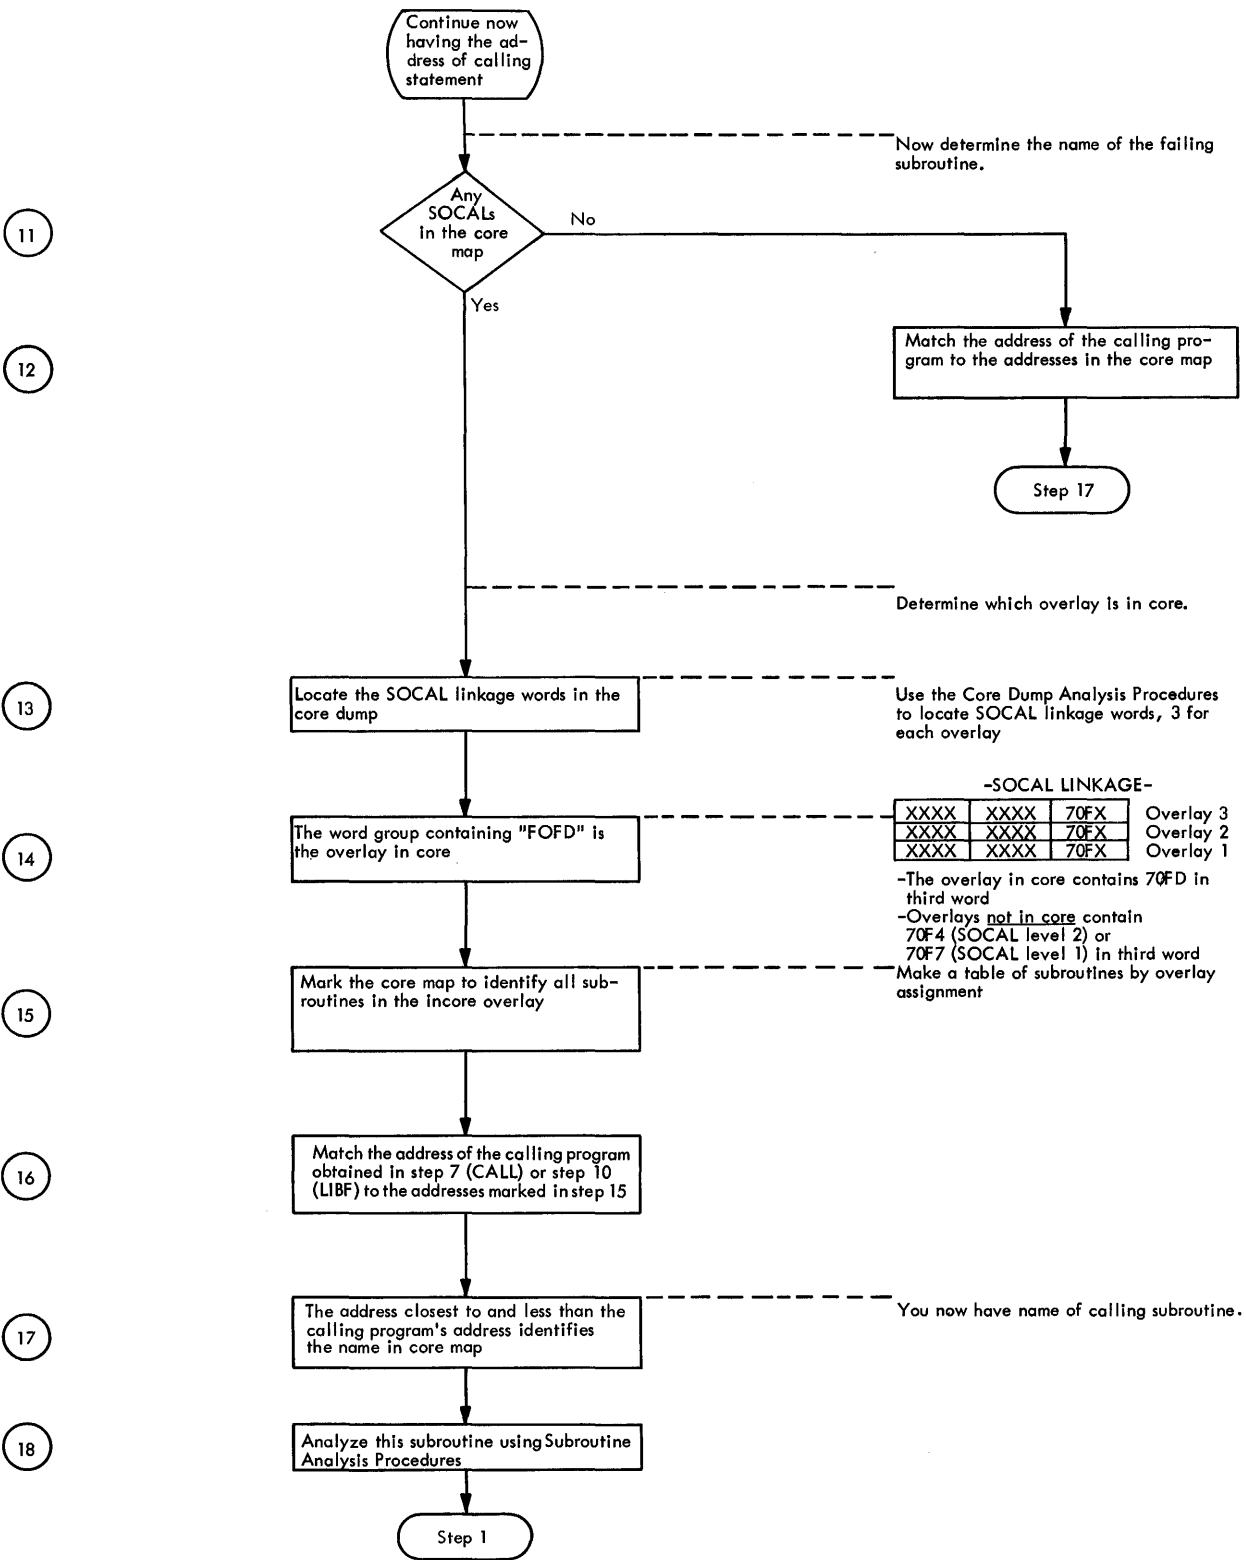 Continue now
having the ad-
dress of calling
statement
Now determine the name of the failing
subroutine.
11
Any
SOCALs
in the core
map
No
Yes
12
Match the address of the calling pro-
gram to the addresses in the core map
Step 17
Determine which overlay is in core.
13
Locate the SOCAL linkage words in the
core dump
Use the Core Dump Analysis Procedures
to locate SOCAL linkage words, 3 for
each overlay
-SOCAL LINKAGE-
XXXX XXXX 70FX Overlay 3
XXXX XXXX 70FX Overlay 2
XXXX XXXX 70FX Overlay 1
14
The word group containing "FOFD" is
the overlay in core
-The overlay in core contains 70FD in
third word
-Overlays not in core contain
70F4 (SOCAL level 2) or
70F7 (SOCAL level 1) in third word
15
Mark the core map to identify all sub-
routines in the incore overlay
Make a table of subroutines by overlay
assignment
16
Match the address of the calling program
obtained in step 7 (CALL) or step 10
(LIBF) to the addresses marked in step 15
17
The address closest to and less than the
calling program's address identifies
the name in core map
You now have name of calling subroutine.
18
Analyze this subroutine using Subroutine
Analysis Procedures
Step 1